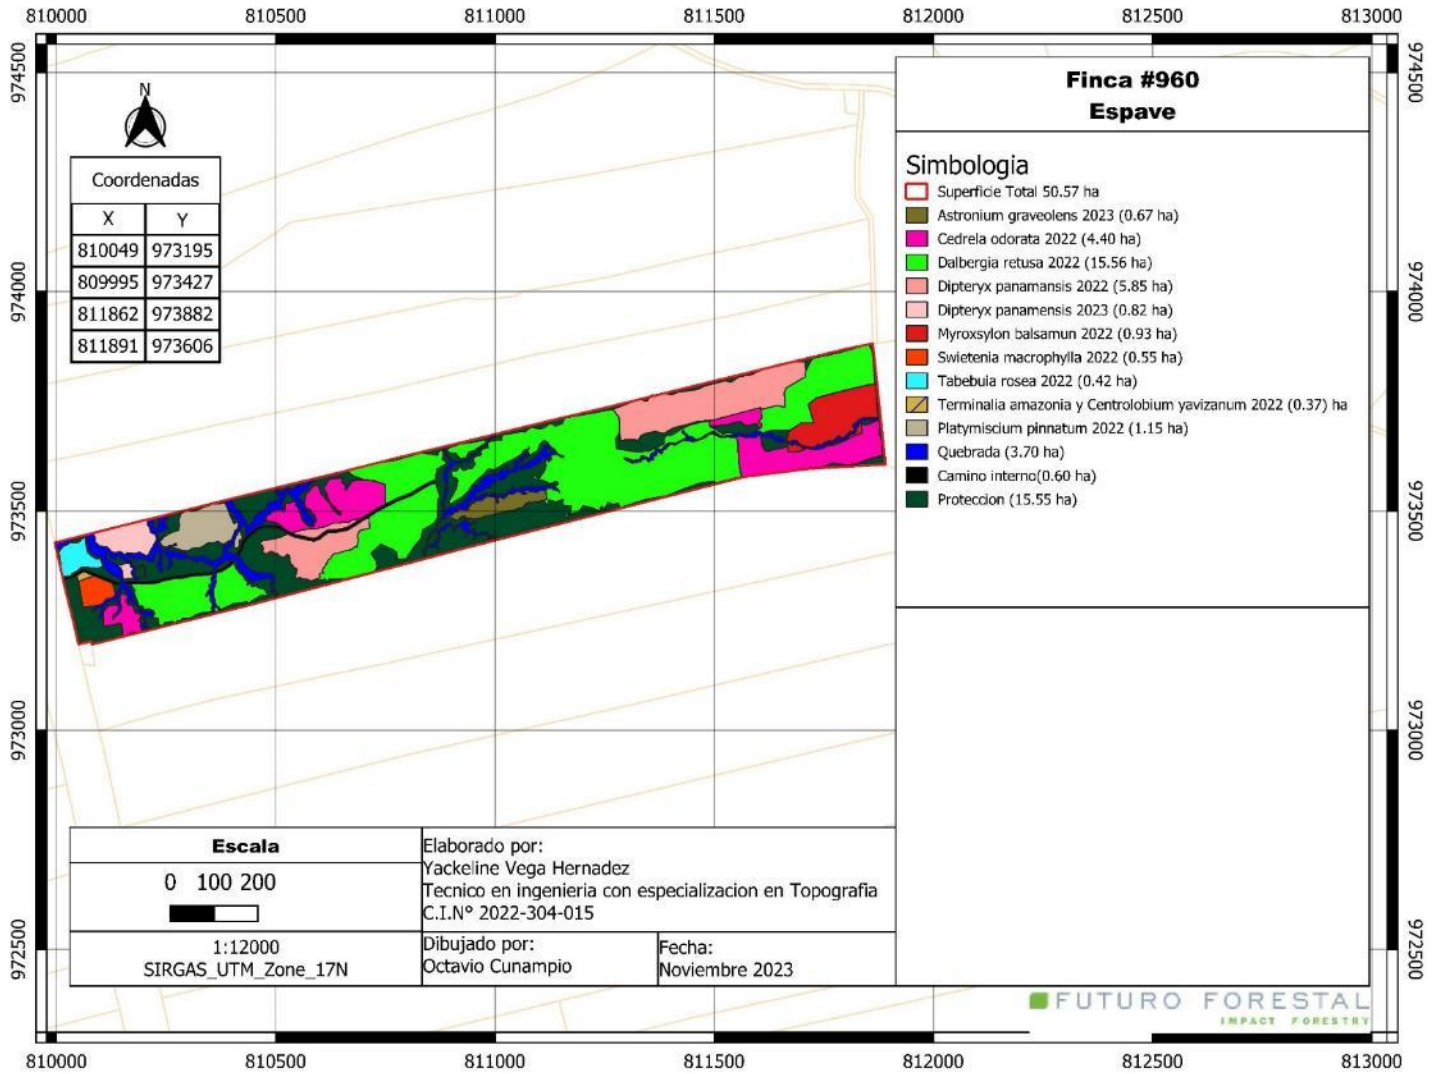 810000 810500 811000 811500 812000 812500 813000
974500 974500
974000 974000
973500 973500
973000 973000
972500 972500
N
Coordenadas
X Y
810049 973195
809995 973427
811862 973882
811891 973606
Finca #960
Espave
Simbologia
Superficie Total 50.57 ha
Astronium graveolens 2023 (0.67 ha)
Cedrela odorata 2022 (4.40 ha)
Dalbergia retusa 2022 (15.56 ha)
Dipteryx panamansis 2022 (5.85 ha)
Dipteryx panamensis 2023 (0.82 ha)
Myroxsylon balsamun 2022 (0.93 ha)
Swietenia macrophylla 2022 (0.55 ha)
Tabebuia rosea 2022 (0.42 ha)
Terminalia amazonia y Centrolobium yavizanum 2022 (0.37) ha
Platymiscium pinnatum 2022 (1.15 ha)
Quebrada (3.70 ha)
Camino interno(0.60 ha)
Proteccion (15.55 ha)
Escala
0 100 200
1:12000
SIRGAS_UTM_Zone_17N
Elaborado por:
Yackeline Vega Hernadez
Tecnico en ingenieria con especializacion en Topografia
C.I.N° 2022-304-015
Dibujado por:
Octavio Cunampio
Fecha:
Noviembre 2023
FUTURO FORESTAL
IMPACT FORESTRY
810000 810500 811000 811500 812000 812500 813000